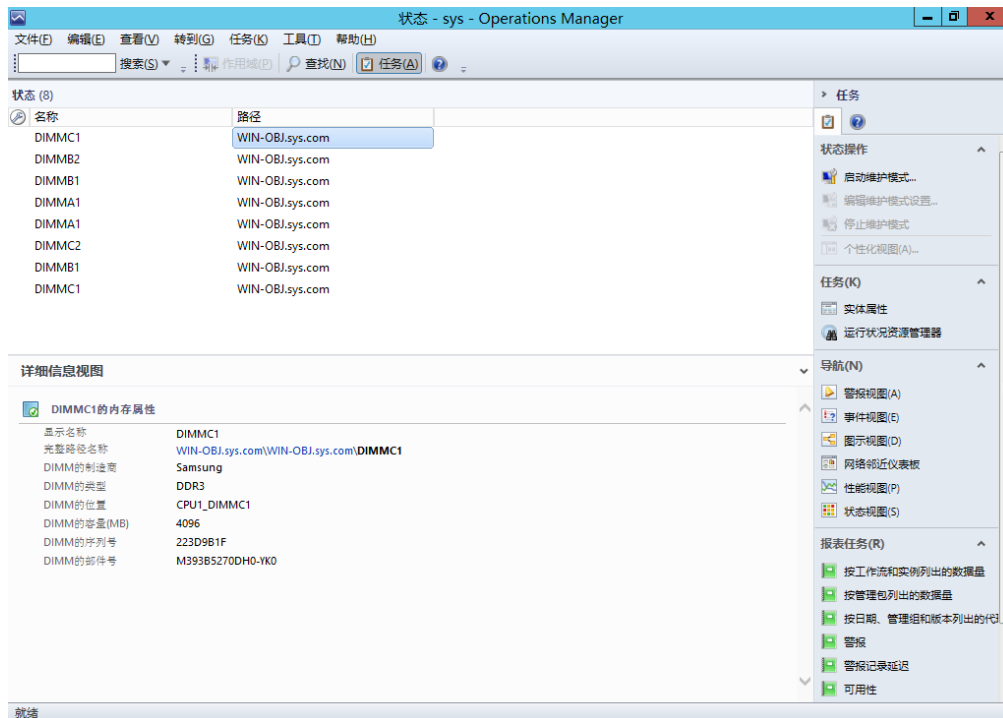 状态 - sys - Operations Manager
文件(F) 编辑(E) 查看(V) 转到(G) 任务(K) 工具(T) 帮助(H)
搜索(S) 作用域(P) 查找(N) 任务(A)
状态 (8)
名称 路径
DIMMC1 WIN-OBJ.sys.com
DIMMB2 WIN-OBJ.sys.com
DIMMB1 WIN-OBJ.sys.com
DIMMA1 WIN-OBJ.sys.com
DIMMA1 WIN-OBJ.sys.com
DIMMC2 WIN-OBJ.sys.com
DIMMB1 WIN-OBJ.sys.com
DIMMC1 WIN-OBJ.sys.com
详细信息视图
DIMMC1的内存属性
显示名称 DIMMC1
完整路径名称 WIN-OBJ.sys.com\WIN-OBJ.sys.com\DIMMC1
DIMM的制造商 Samsung
DIMM的类型 DDR3
DIMM的位置 CPU1_DIMMC1
DIMM的容量(MB) 4096
DIMM的序列号 223D9B1F
DIMM的部件号 M393B5270DH0-YK0
任务
状态操作
启动维护模式...
编辑维护模式设置...
停止维护模式
个性化视图(A)...
任务(K)
实体属性
运行状况资源管理器
导航(N)
警报视图(A)
事件视图(E)
图示视图(D)
网络邻近仪表板
性能视图(P)
状态视图(S)
报表任务(R)
按工作流和实例列出的数据量
按管理包列出的数据量
按日期、管理组和版本列出的代
警报
警报记录延迟
可用性
就绪